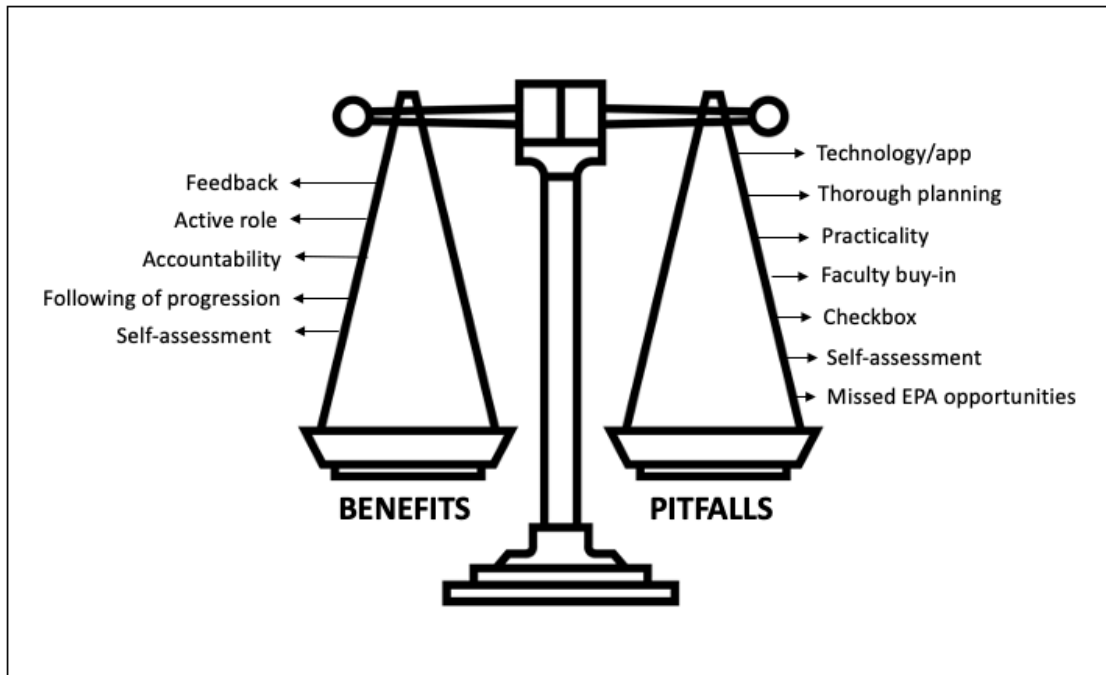 Feedback
Active role
Accountability
Following of progression
Self-assessment
BENEFITS
Technology/app
Thorough planning
Practicality
Faculty buy-in
Checkbox
Self-assessment
Missed EPA opportunities
PITFALLS